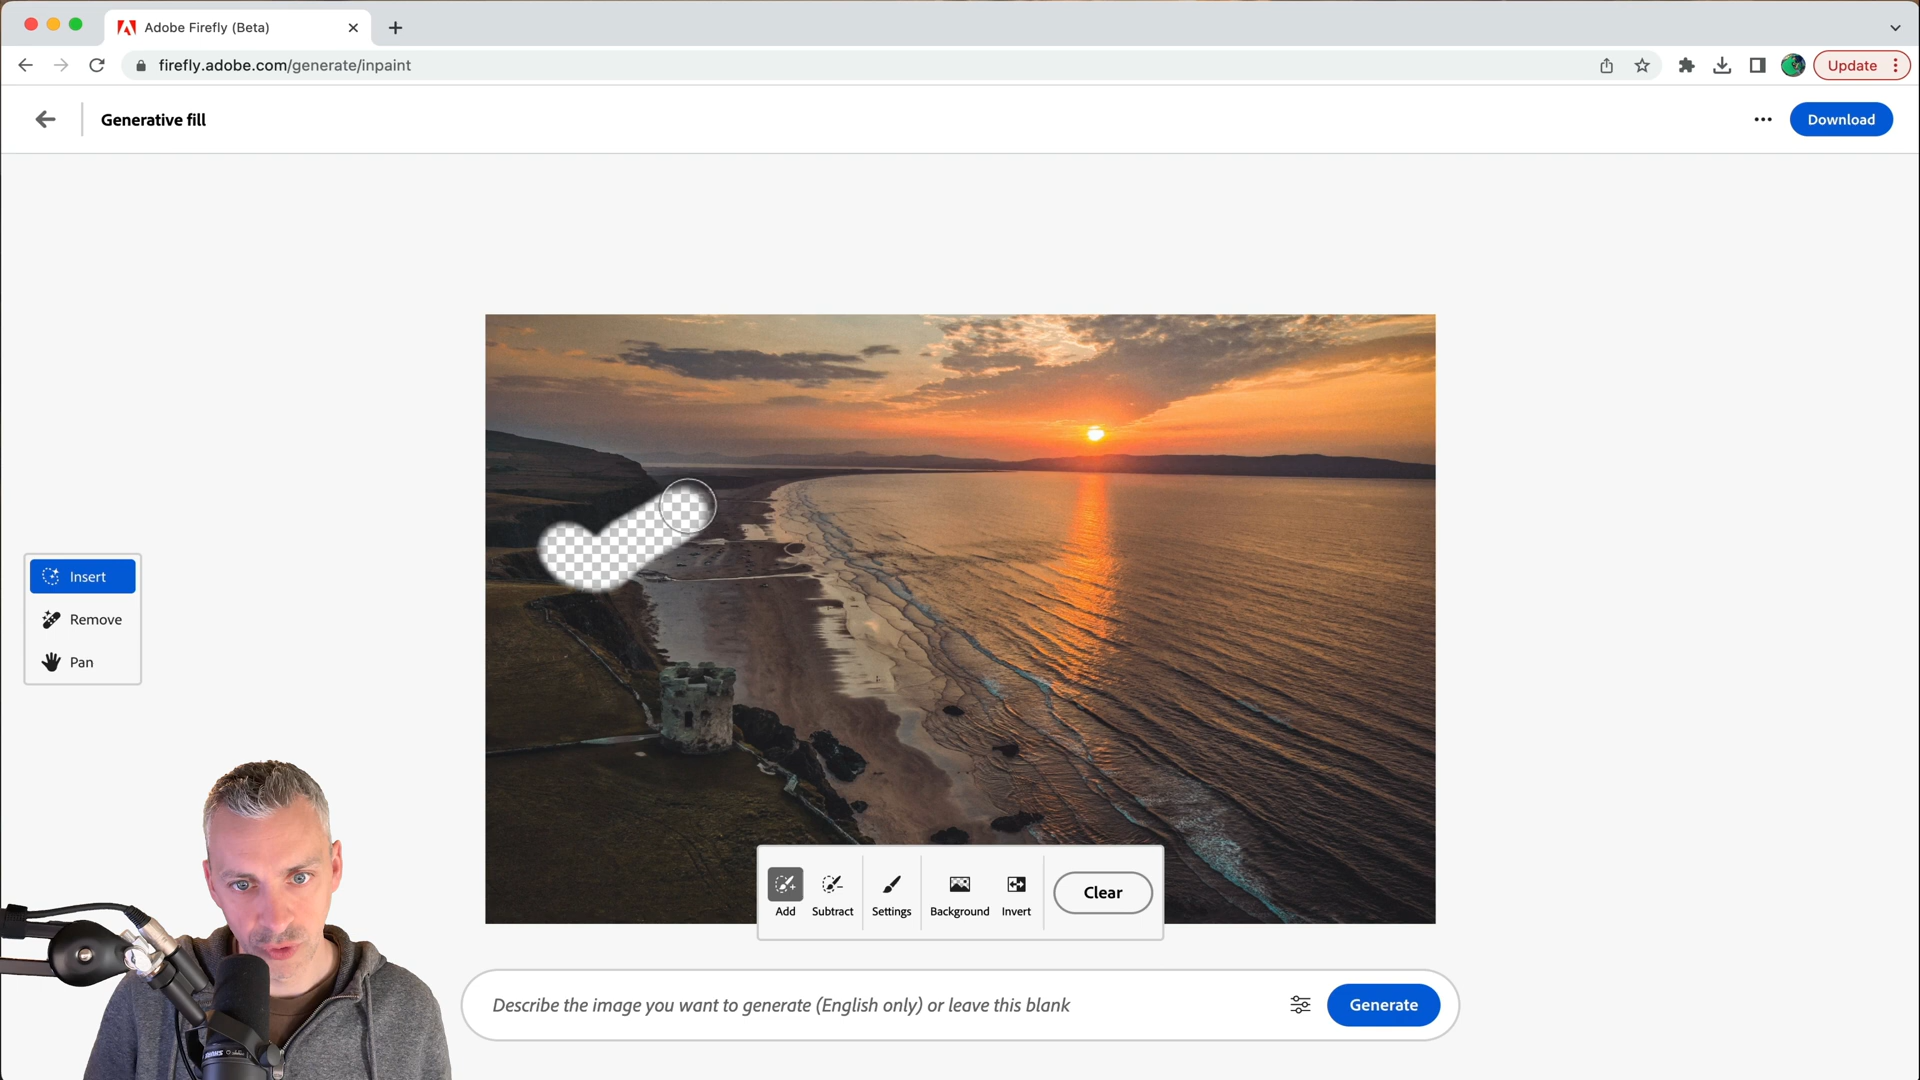 Adobe Firefly (Beta)
firefly.adobe.com/generate/inpaint
Update
Generative fill
Download
Insert
Remove
Pan
Add
Subtract
Settings
Background
Invert
Clear
Describe the image you want to generate (English only) or leave this blank
Generate
SHURE